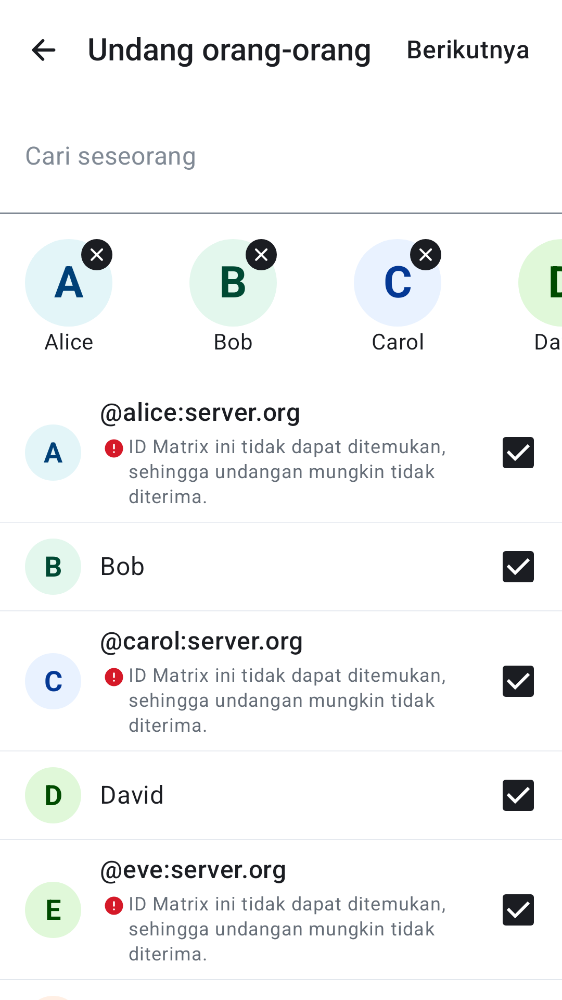 Undang orang-orang
Berikutnya
Cari seseorang
A
B
C
Alice
Bob
Carol
Da
@alice:server.org
A
ID Matrix ini tidak dapat ditemukan,
sehingga undangan mungkin tidak
diterima.
B
Bob
@carol:server.org
C
ID Matrix ini tidak dapat ditemukan,
sehingga undangan mungkin tidak
diterima.
D
David
@eve:server.org
E
ID Matrix ini tidak dapat ditemukan,
sehingga undangan mungkin tidak
diterima.